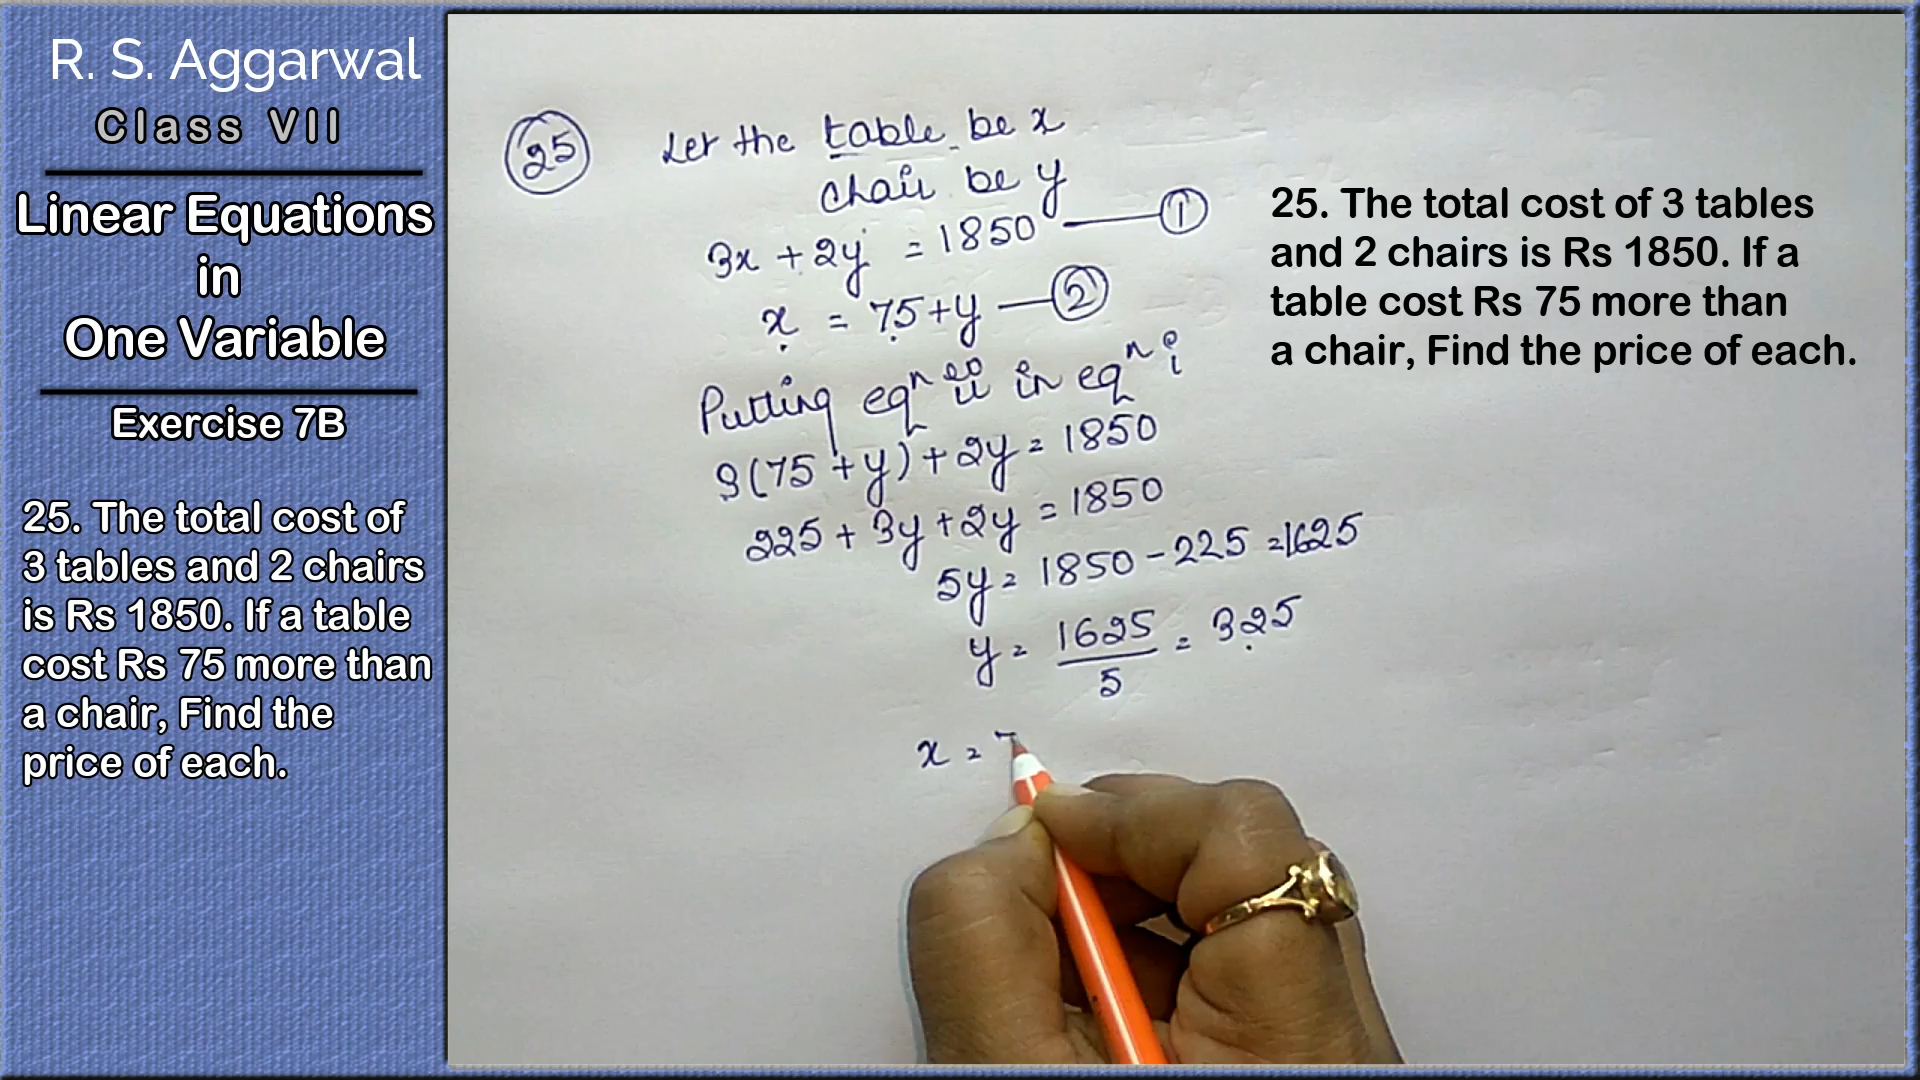 R. S. Aggarwal
Class VII
Linear Equations
in
One Variable
Exercise 7B
25. The total cost of
3 tables and 2 chairs
is Rs 1850. If a table
cost Rs 75 more than
a chair, Find the
price of each.
25 Let the table be x
chair be y
3x + 2y = 1850 — 1
x = 75 + y — 2
Putting eqⁿ ii in eqⁿ i
3(75 + y) + 2y = 1850
225 + 3y + 2y = 1850
5y = 1850 - 225 = 1625
y = 1625/5 = 325
x = 7
25. The total cost of 3 tables
and 2 chairs is Rs 1850. If a
table cost Rs 75 more than
a chair, Find the price of each.